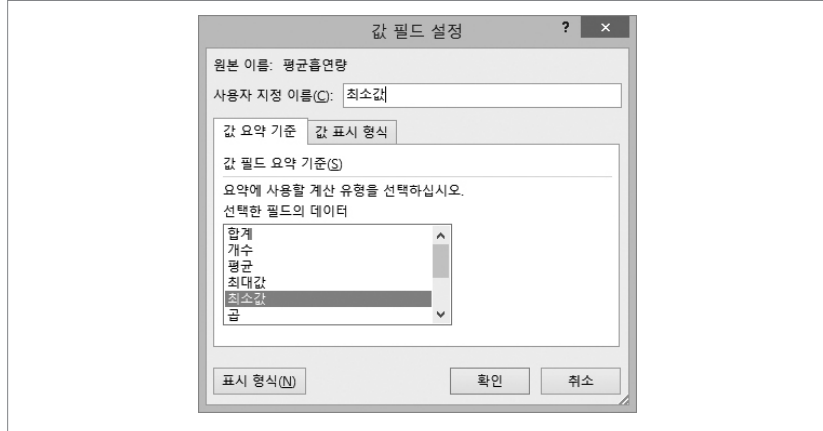 값 필드 설정 ? ×
원본 이름: 평균흡연량
사용자 지정 이름(C): 최소값
값 요약 기준 값 표시 형식
값 필드 요약 기준(S)
요약에 사용할 계산 유형을 선택하십시오.
선택한 필드의 데이터
합계
개수
평균
최대값
최소값
곱
표시 형식(N) 확인 취소